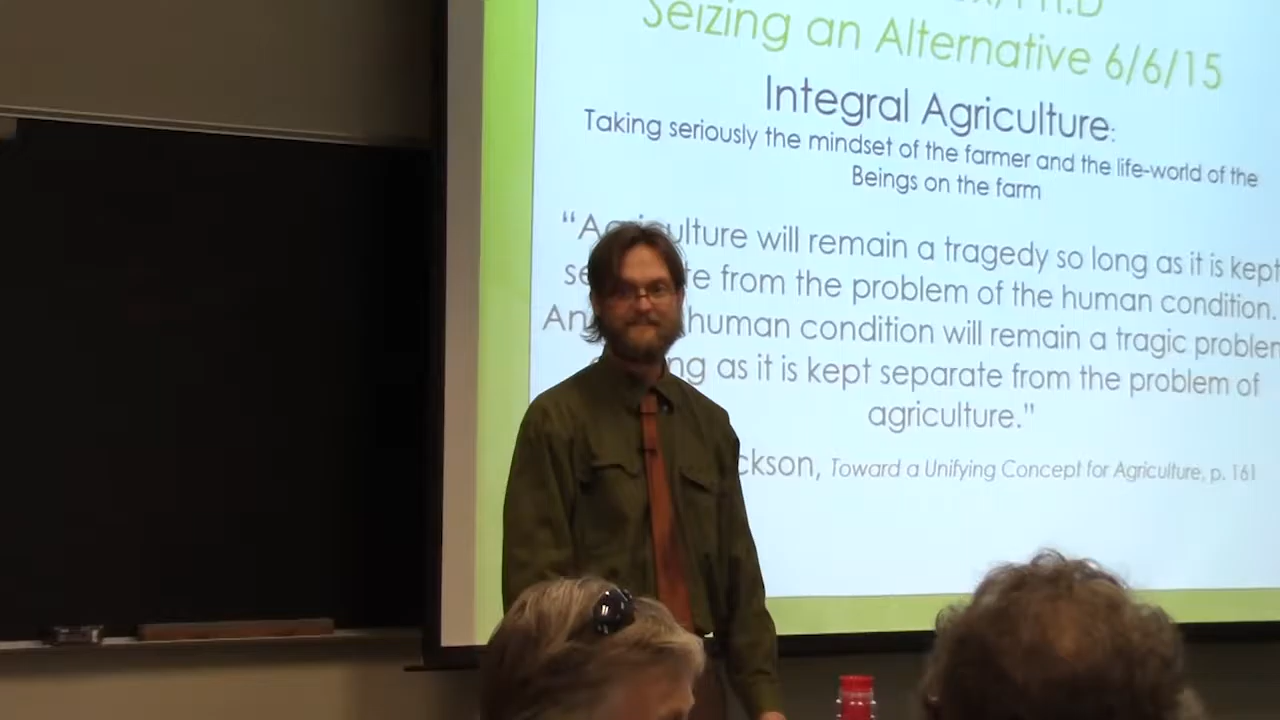 Ph.D
Seizing an Alternative 6/6/15
Integral Agriculture:
Taking seriously the mindset of the farmer and the life-world of the
Beings on the farm
“Agriculture will remain a tragedy so long as it is kept
separate from the problem of the human condition.
human condition will remain a tragic problem
as it is kept separate from the problem of
agriculture.”
ckson, Toward a Unifying Concept for Agriculture, p. 161